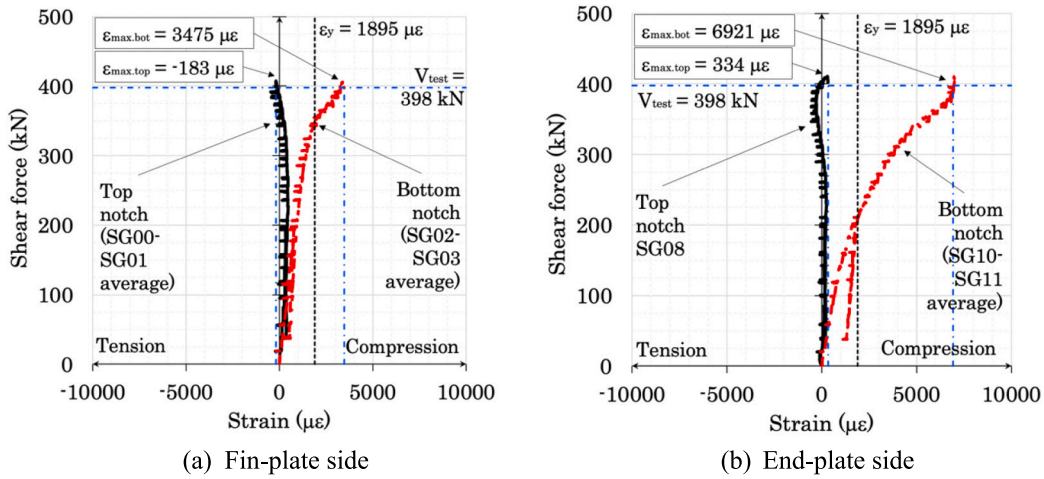 500
400
300
200
100
0
Shear force (kN)
εmax.bot = 3475 με
εmax.top = -183 με
εy = 1895 με
Vtest =
398 kN
Top
notch
(SG00-
SG01
average)
Bottom
notch
(SG02-
SG03
average)
Tension
Compression
-10000 -5000 0 5000 10000
Strain (με)
(a) Fin-plate side
500
400
300
200
100
0
Shear force (kN)
εmax.bot = 6921 με
εmax.top = 334 με
εy = 1895 με
Vtest = 398 kN
Top
notch
SG08
Bottom
notch
(SG10-
SG11
average)
Tension
Compression
-10000 -5000 0 5000 10000
Strain (με)
(b) End-plate side